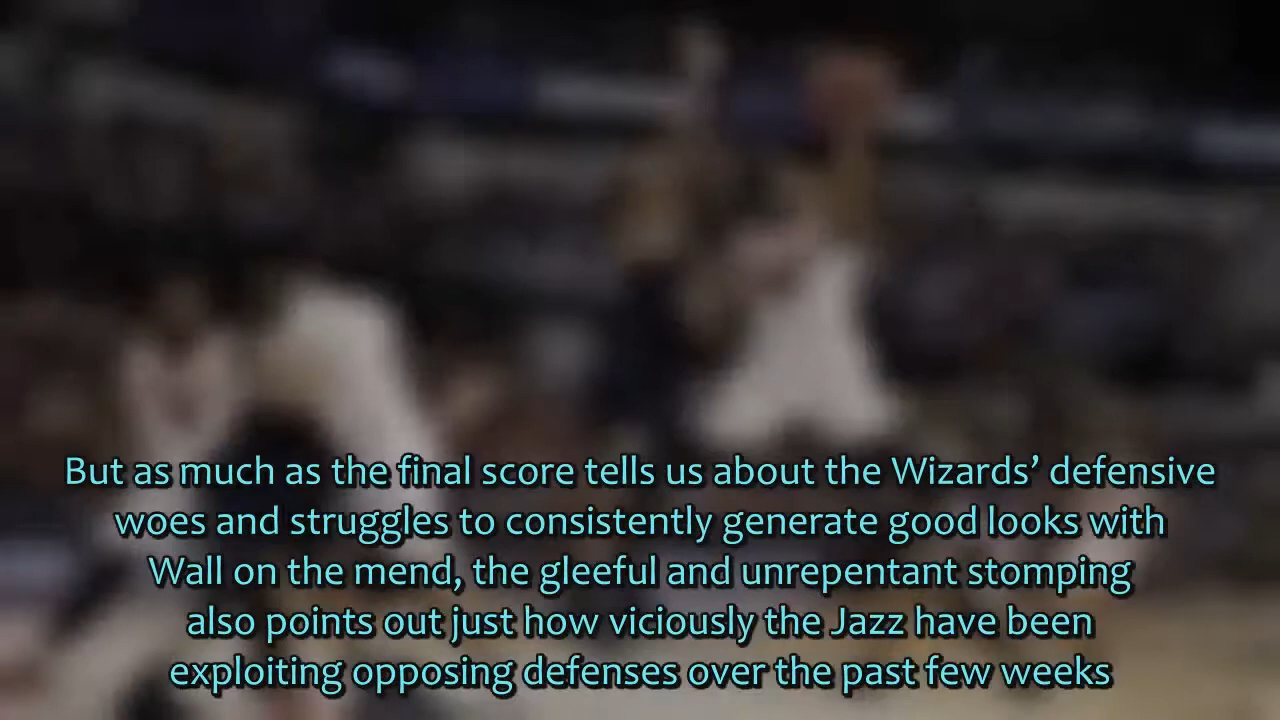 But as much as the final score tells us about the Wizards’ defensive
woes and struggles to consistently generate good looks with
Wall on the mend, the gleeful and unrepentant stomping
also points out just how viciously the Jazz have been
exploiting opposing defenses over the past few weeks